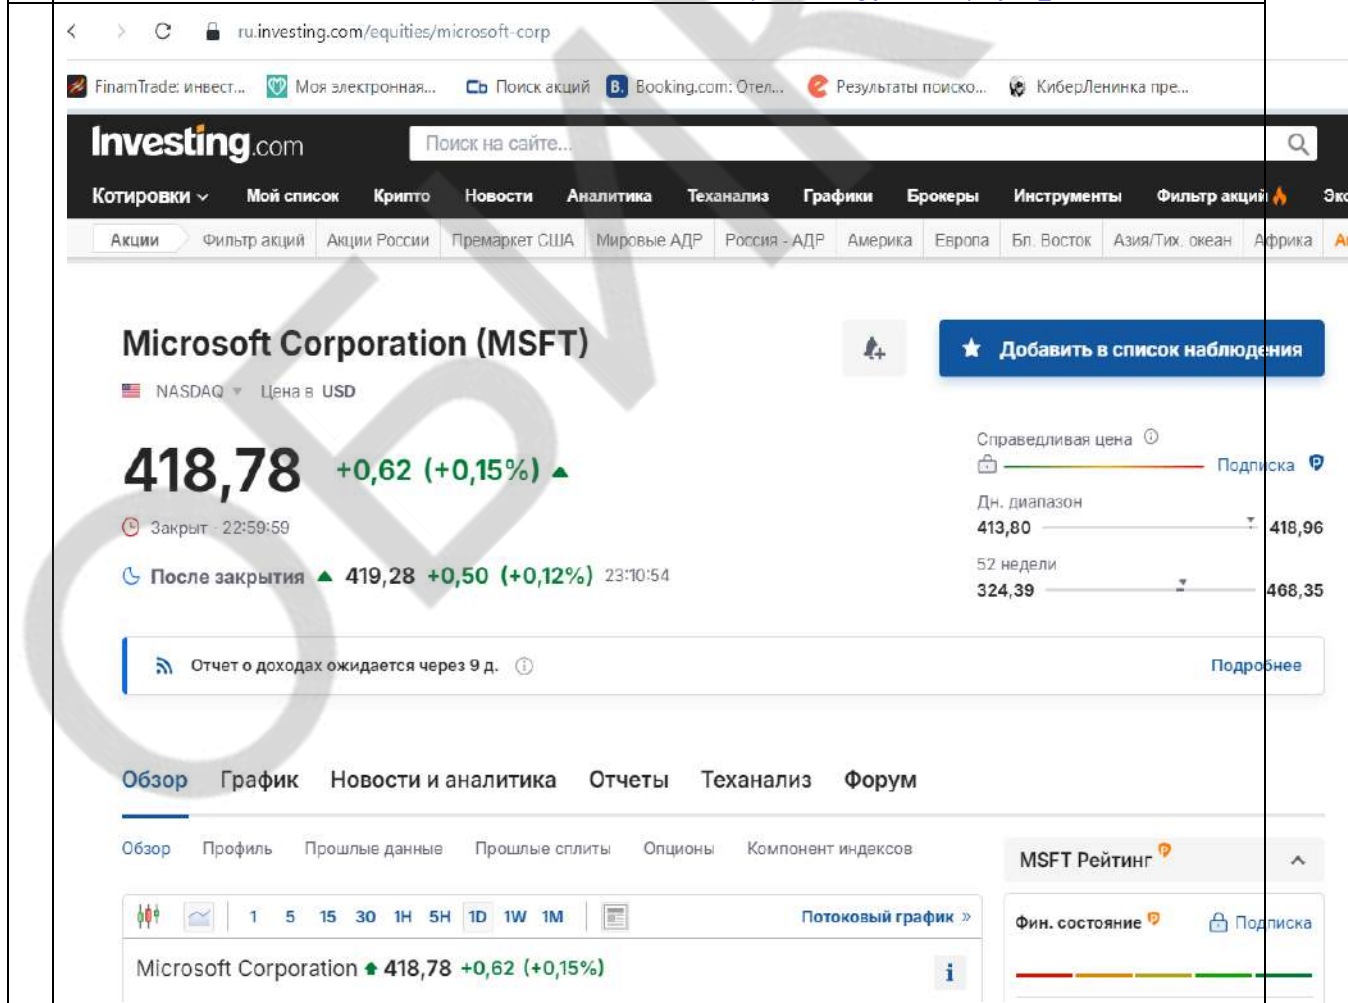 ru.investing.com/equities/microsoft-corp
FinamTrade: инвест... Моя электронная... Поиск акций Booking.com: Отел... Результаты поиско... КиберЛенинка пре...
Investing.com Поиск на сайте...
Котировки Мой список Крипто Новости Аналитика Теханализ Графики Брокеры Инструменты Фильтр акций Эко
Акции Фильтр акций Акции России Премаркет США Мировые АДР Россия - АДР Америка Европа Бл. Восток Азия/Тих. океан Африка
Microsoft Corporation (MSFT) Добавить в список наблюдения
NASDAQ Цена в USD
Справедливая цена
418,78 +0,62 (+0,15%) Подписка
Дн. диапазон
Закрыт · 22:59:59 413,80 418,96
52 недели
После закрытия 419,28 +0,50 (+0,12%) 23:10:54 324,39 468,35
Отчет о доходах ожидается через 9 д. Подробнее
Обзор График Новости и аналитика Отчеты Теханализ Форум
Обзор Профиль Прошлые данные Прошлые сплиты Опционы Компонент индексов MSFT Рейтинг
1 5 15 30 1H 5H 1D 1W 1M Потоковый график » Фин. состояние Подписка
Microsoft Corporation 418,78 +0,62 (+0,15%)
ОБИК